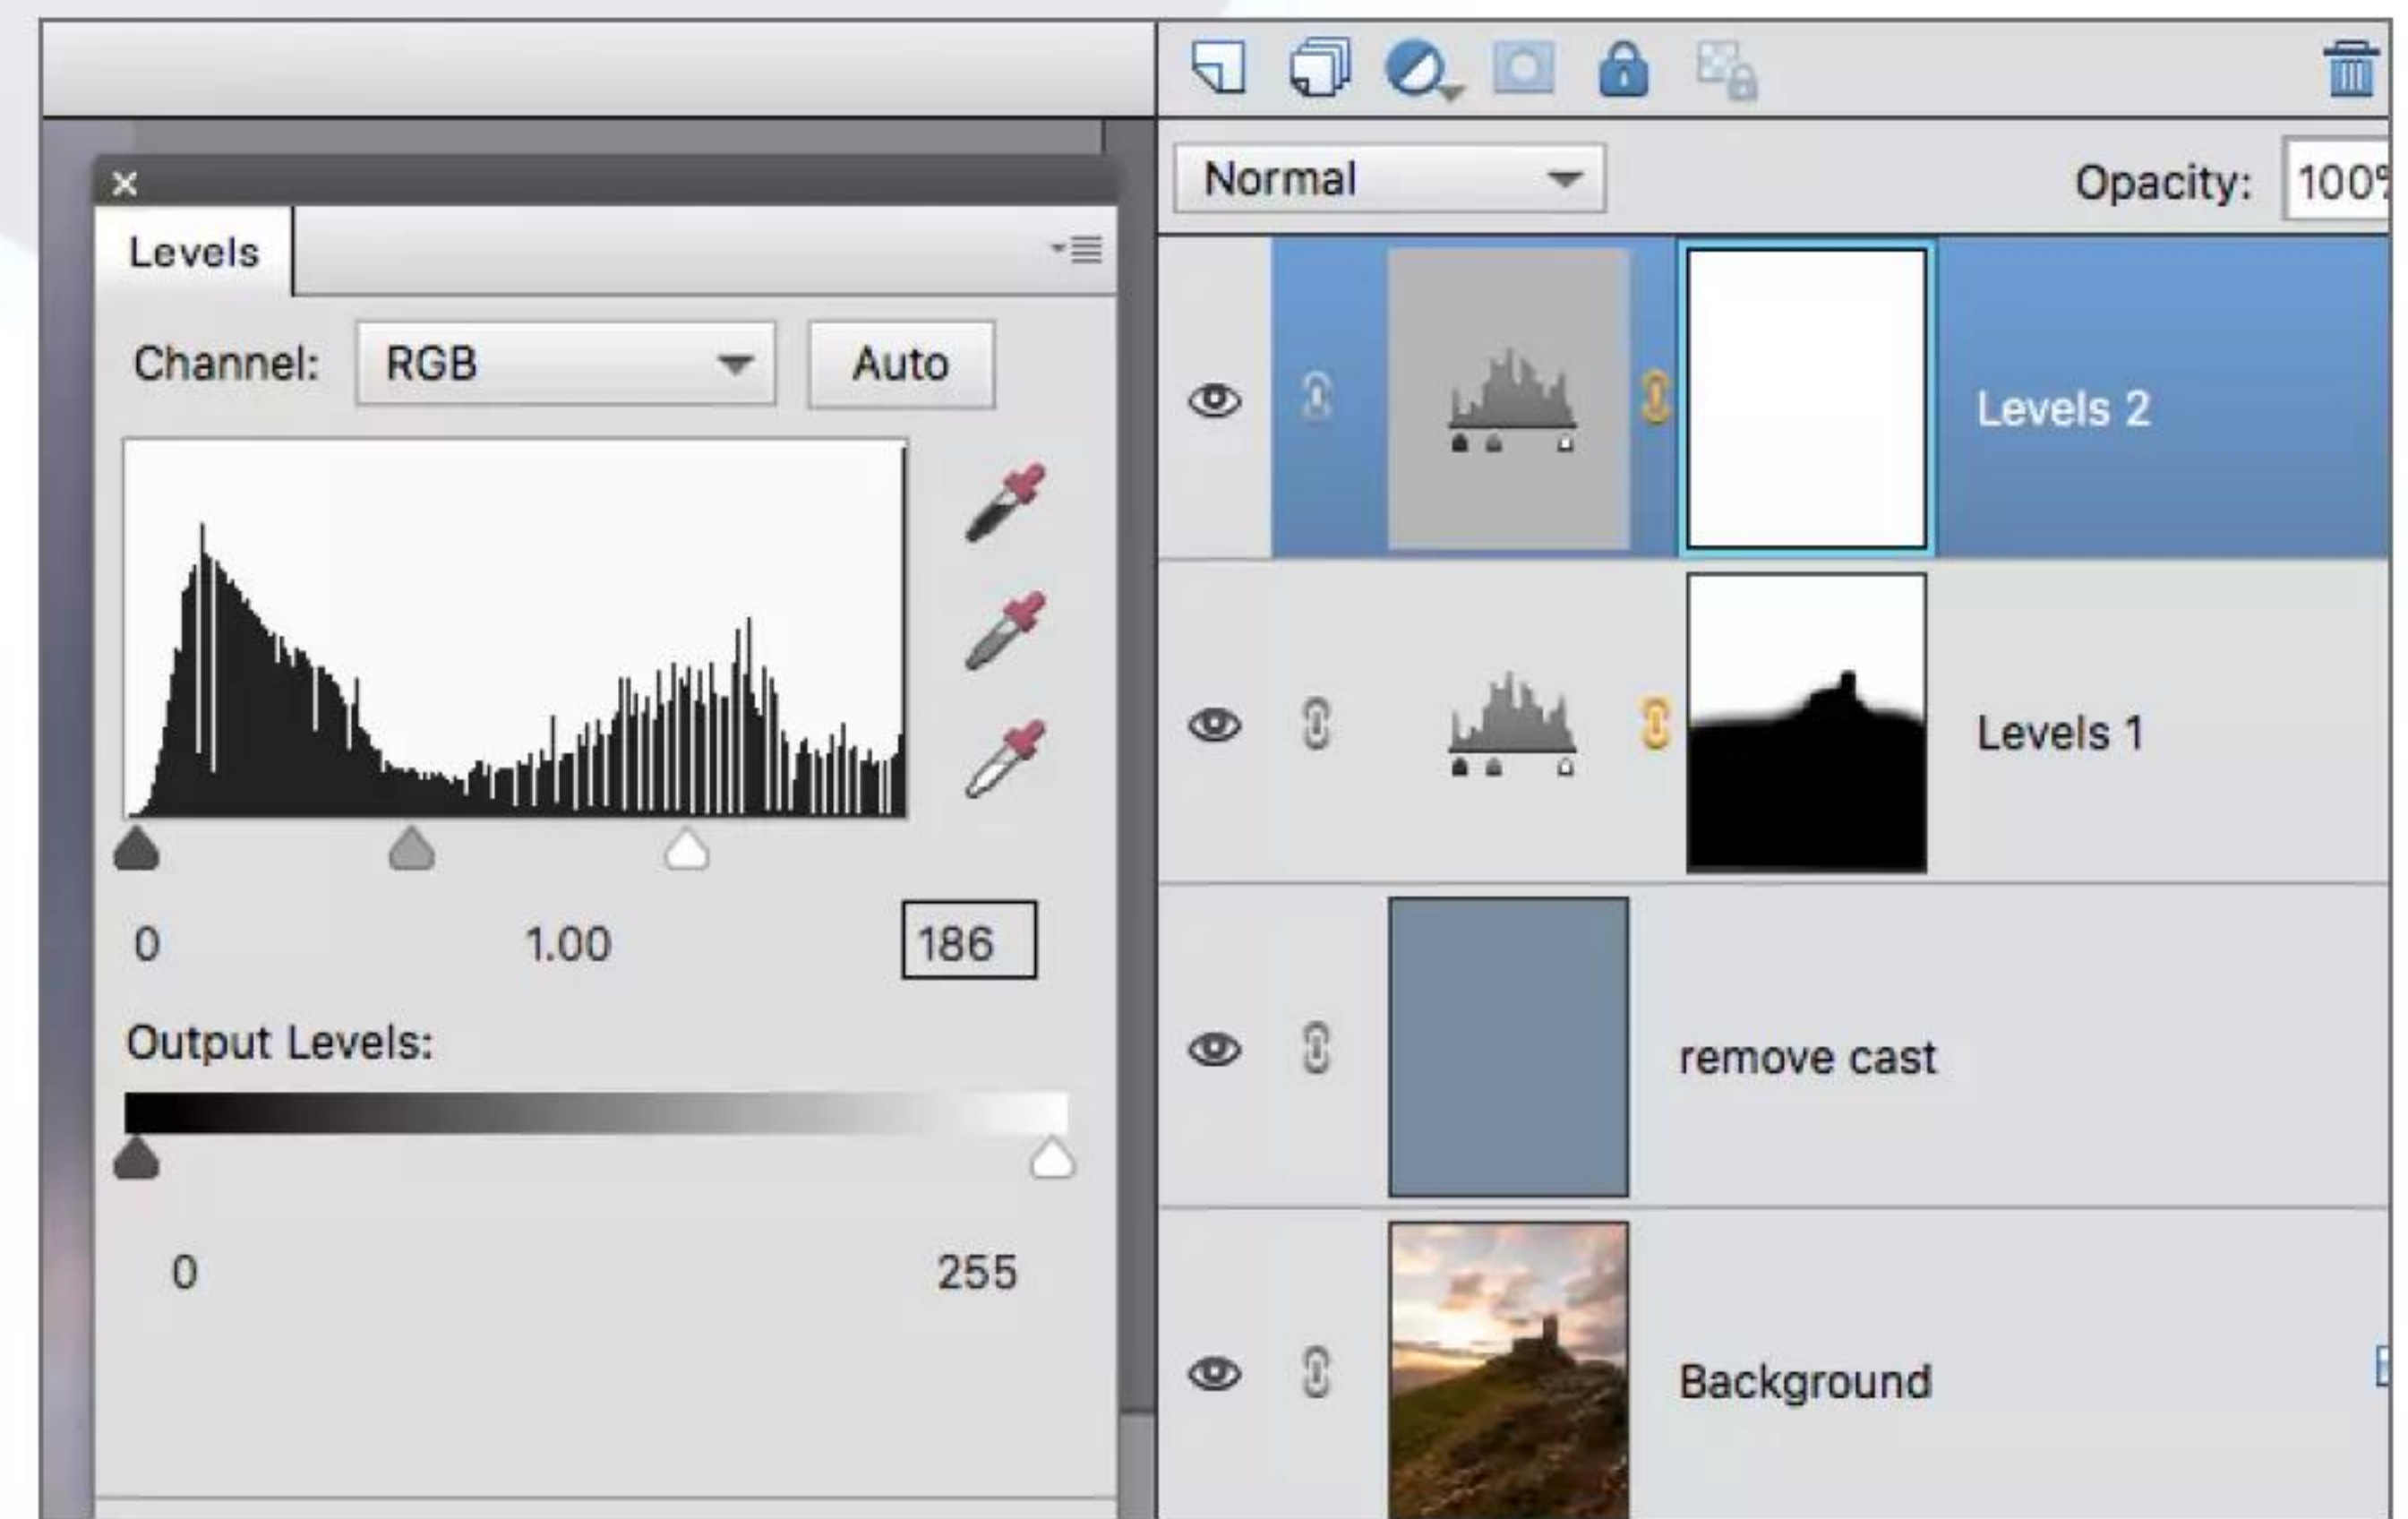 Normal
Opacity: 100%
Levels
Channel: RGB Auto
0 1.00 186
Output Levels:
0 255
Levels 2
Levels 1
remove cast
Background